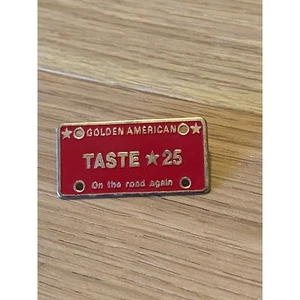 GOLDEN AMERICAN
TASTE ★ 25
On the road again